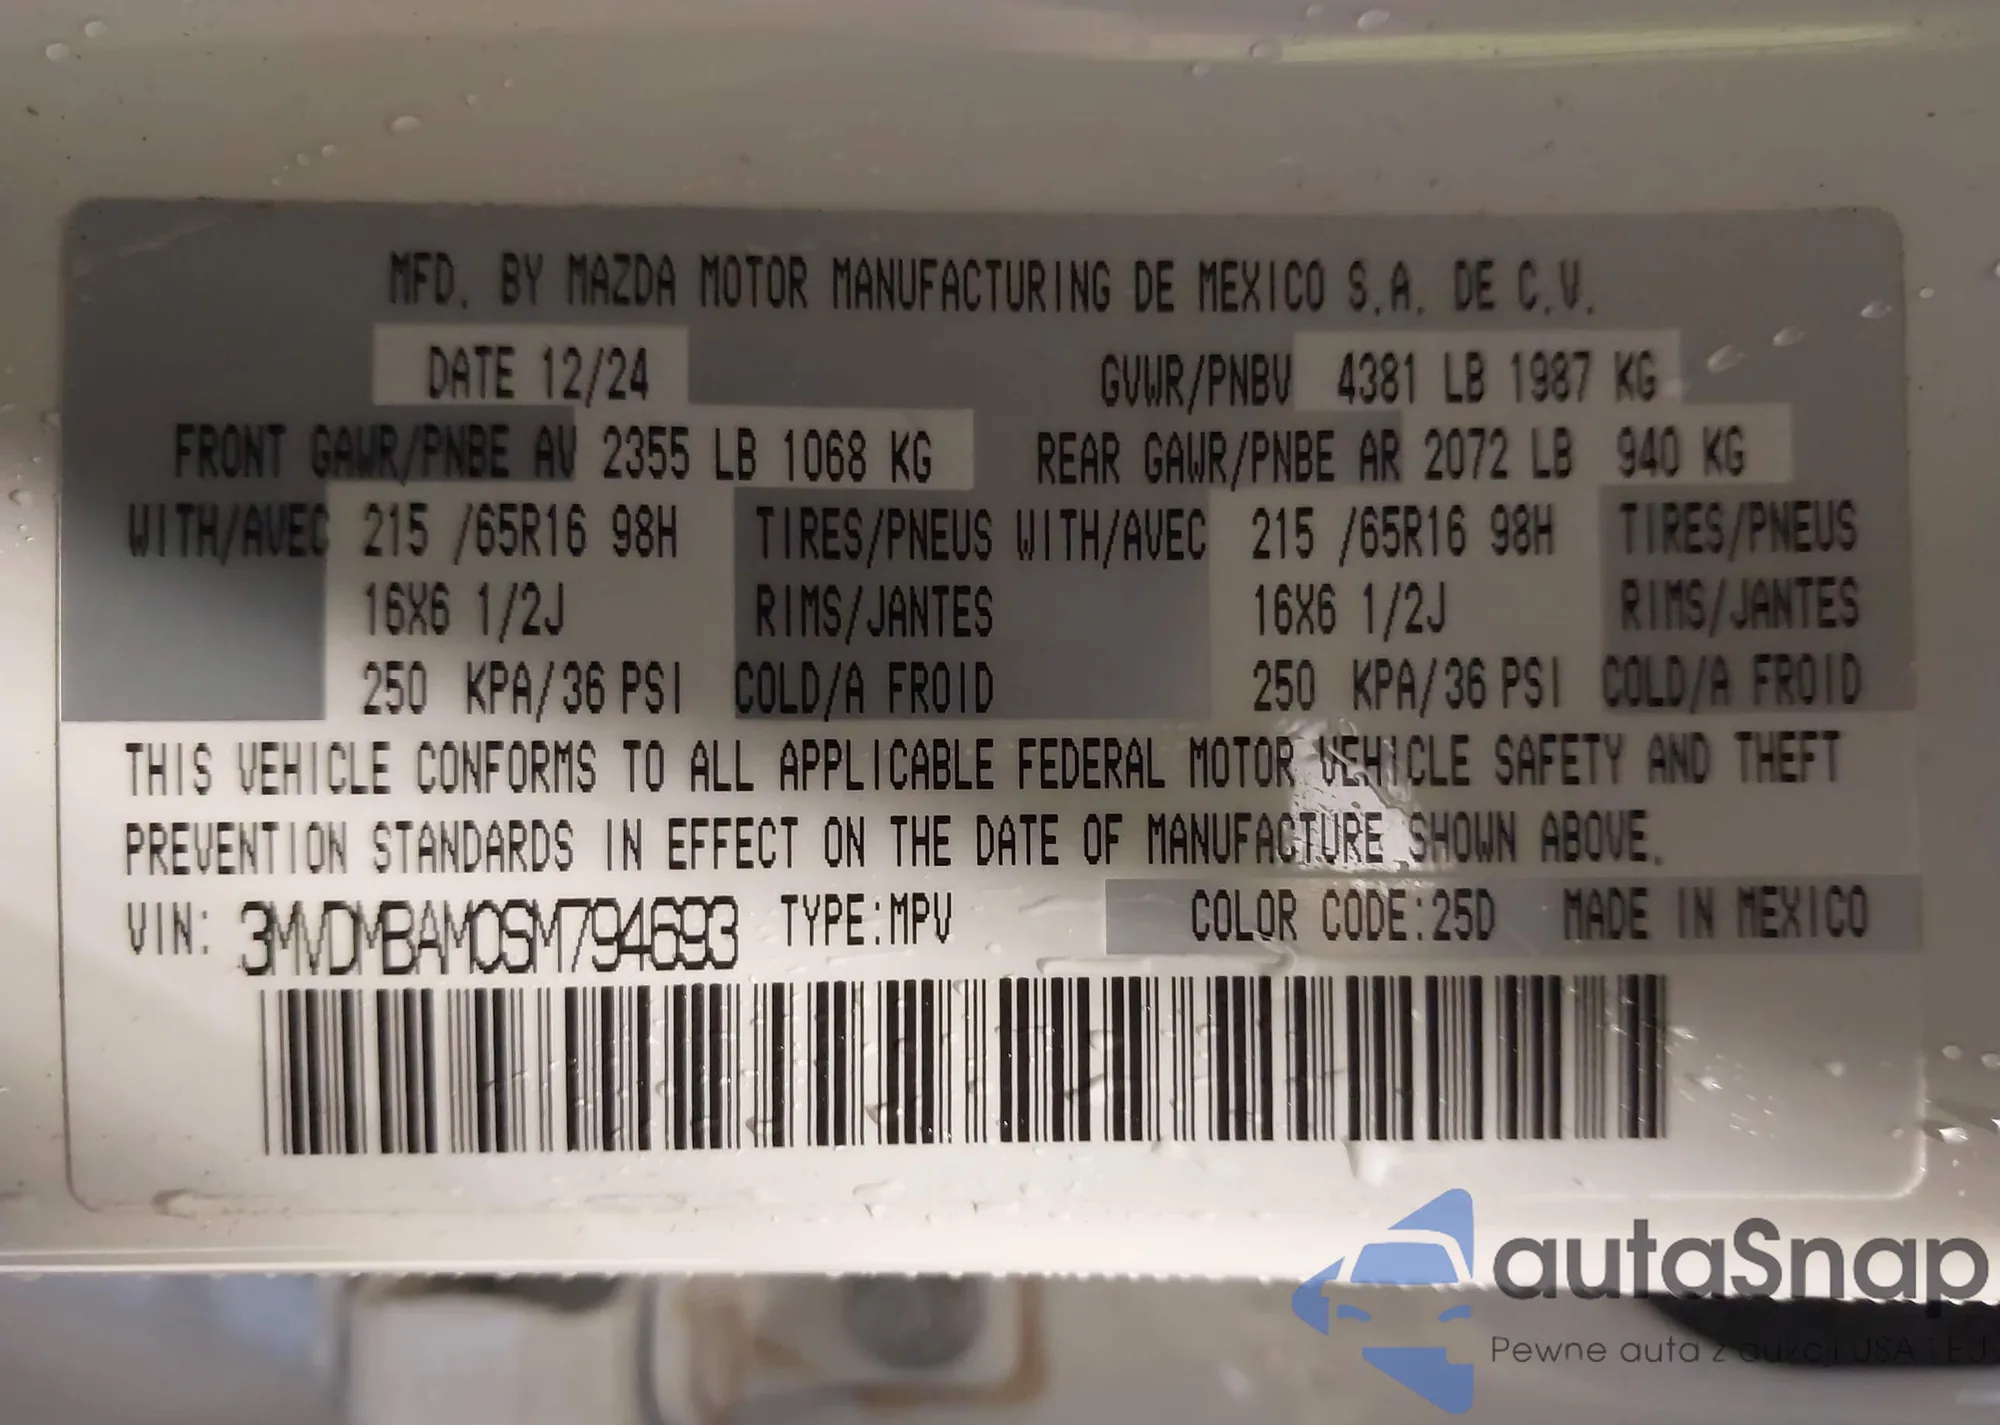 MFD. BY MAZDA MOTOR MANUFACTURING DE MEXICO S.A. DE C.V.
DATE 12/24 GVWR/PNBV 4381 LB 1987 KG
FRONT GAWR/PNBE AV 2355 LB 1068 KG REAR GAWR/PNBE AR 2072 LB 940 KG
WITH/AVEC 215 /65R16 98H TIRES/PNEUS WITH/AVEC 215 /65R16 98H TIRES/PNEUS
16X6 1/2J RIMS/JANTES 16X6 1/2J RIMS/JANTES
250 KPA/36 PSI COLD/A FROID 250 KPA/36 PSI COLD/A FROID
THIS VEHICLE CONFORMS TO ALL APPLICABLE FEDERAL MOTOR VEHICLE SAFETY AND THEFT
PREVENTION STANDARDS IN EFFECT ON THE DATE OF MANUFACTURE SHOWN ABOVE.
VIN: 3MVDMBAM0SM794693 TYPE:MPV COLOR CODE:25D MADE IN MEXICO
autaSnap
Pewne auta z aukcji USA i EU